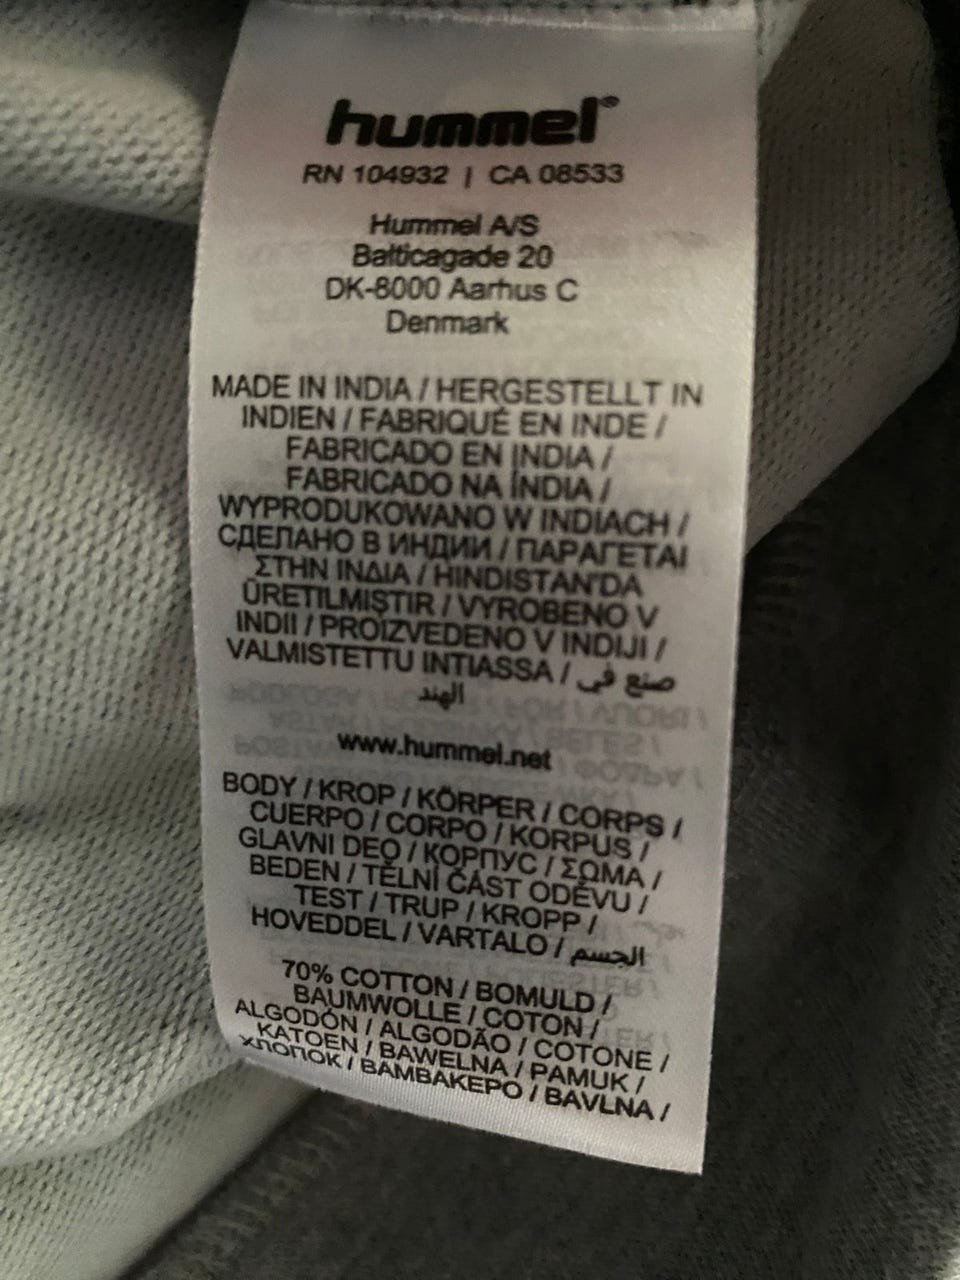 hummel®
RN 104932 | CA 08533
Hummel A/S
Balticagade 20
DK-8000 Aarhus C
Denmark
MADE IN INDIA / HERGESTELLT IN
INDIEN / FABRIQUÉ EN INDE /
FABRICADO EN INDIA /
FABRICADO NA ÍNDIA /
WYPRODUKOWANO W INDIACH /
СДЕЛАНО В ИНДИИ / ΠΑΡΑΓΕΤΑΙ
ΣΤΗΝ ΙΝΔΙΑ / HINDISTAN'DA
ÜRETILMIŞTIR / VYROBENO V
INDII / PROIZVEDENO V INDIJI /
VALMISTETTU INTIASSA / صنع في
الهند
www.hummel.net
BODY / KROP / KÖRPER / CORPS /
CUERPO / CORPO / KORPUS /
GLAVNI DEO / КОРПУС / ΣΩΜΑ /
BEDEN / TĚLNÍ ČÁST ODĚVU /
TEST / TRUP / KROPP /
HOVEDDEL / VARTALO / الجسم
70% COTTON / BOMULD /
BAUMWOLLE / COTON /
ALGODÓN / ALGODÃO / COTONE /
KATOEN / BAWELNA / PAMUK /
ХЛОПОК / ΒΑΜΒΑΚΕΡΟ / BAVLNA /